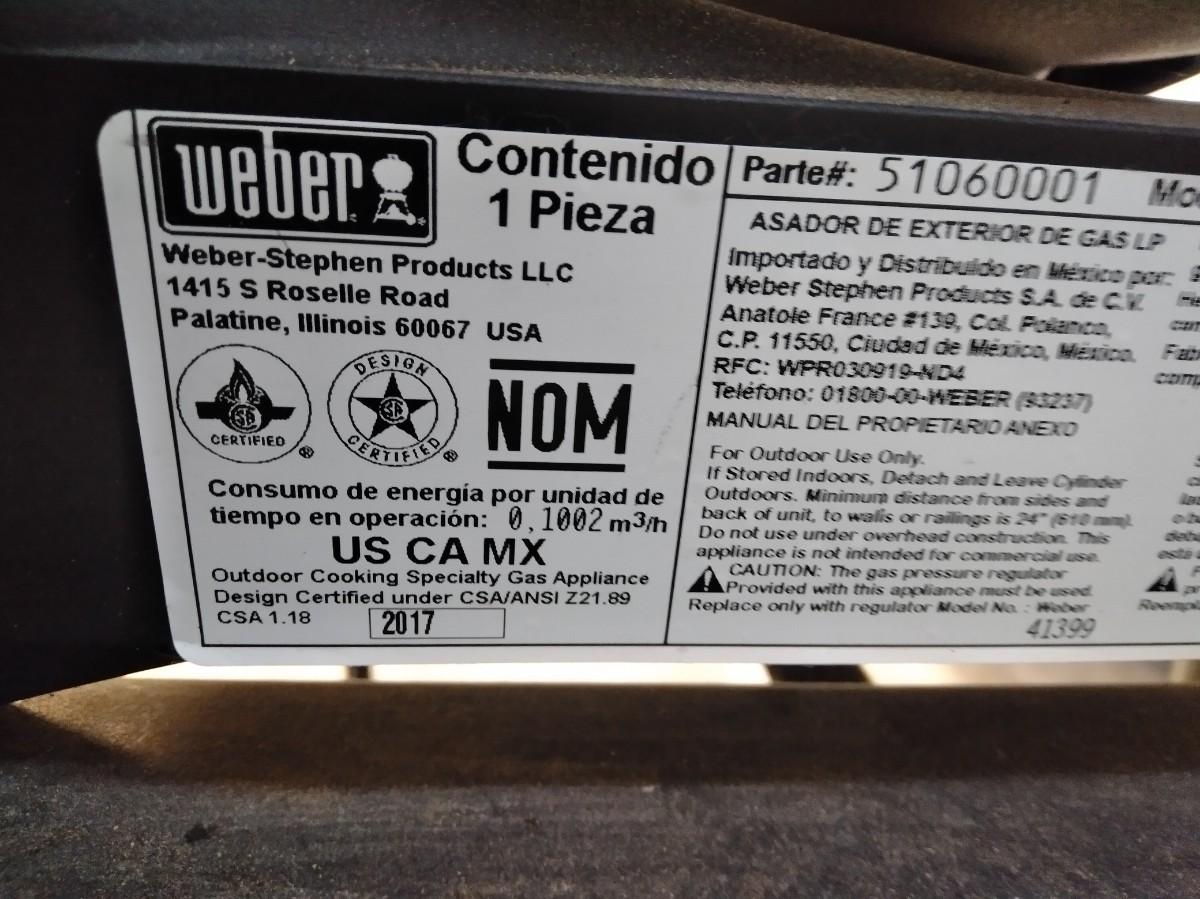 weber
Contenido
1 Pieza
Weber-Stephen Products LLC
1415 S Roselle Road
Palatine, Illinois 60067 USA
CERTIFIED ®
DESIGN
CERTIFIED ®
NOM
Consumo de energía por unidad de
tiempo en operación: 0,1002 m3/h
US CA MX
Outdoor Cooking Specialty Gas Appliance
Design Certified under CSA/ANSI Z21.89
CSA 1.18 2017
Parte#: 51060001
ASADOR DE EXTERIOR DE GAS LP
Importado y Distribuido en México por:
Weber Stephen Products S.A. de C.V.
Anatole France #139, Col. Polanco,
C.P. 11550, Ciudad de México, México.
RFC: WPR030919-ND4
Teléfono: 01800-00-WEBER (93237)
MANUAL DEL PROPIETARIO ANEXO
For Outdoor Use Only.
If Stored Indoors, Detach and Leave Cylinder
Outdoors. Minimum distance from sides and
back of unit, to walls or railings is 24" (610 mm).
Do not use under overhead construction. This
appliance is not intended for commercial use.
CAUTION: The gas pressure regulator
Provided with this appliance must be used.
Replace only with regulator Model No. : Weber
41399